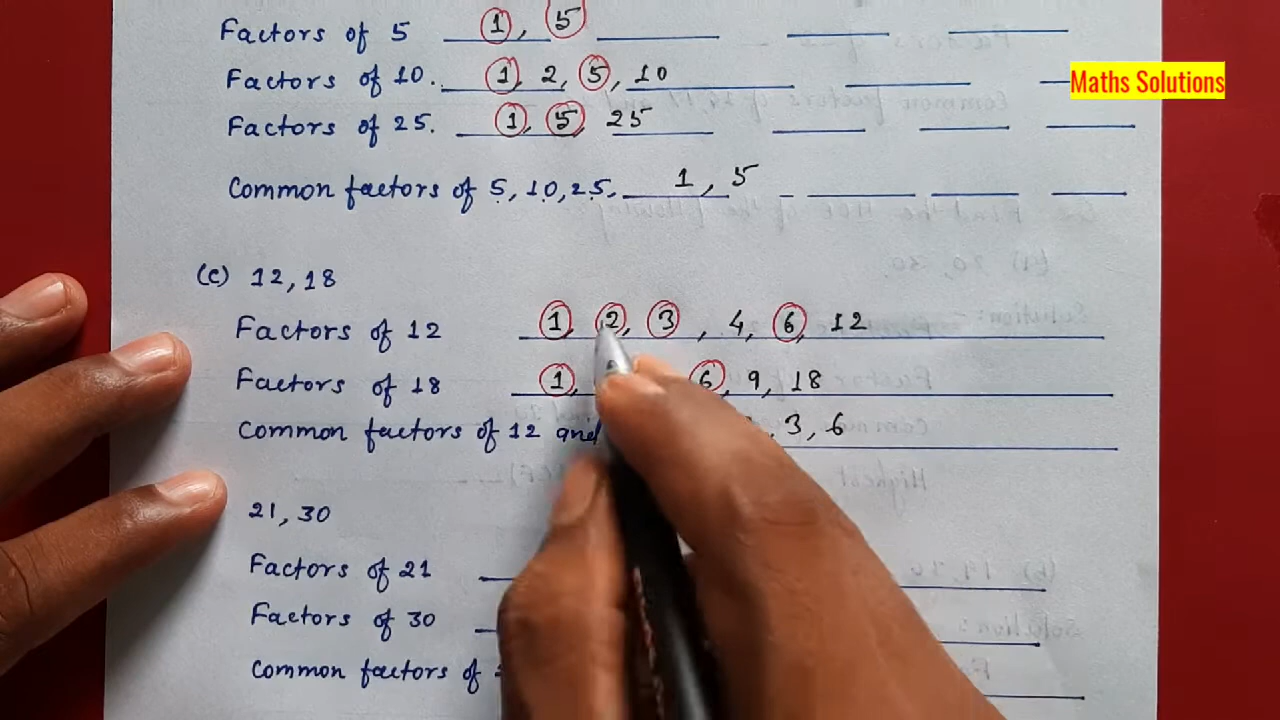 Factors of 5 1, 5
Factors of 10. 1, 2, 5, 10
Maths Solutions
Factors of 25. 1, 5, 25
Common factors of 5, 10, 25. 1, 5
(c) 12, 18
Factors of 12 1, 2, 3, 4, 6, 12
Factors of 18 1, 6, 9, 18
Common factors of 12 and 3, 6
21, 30
Factors of 21
Factors of 30
Common factors of